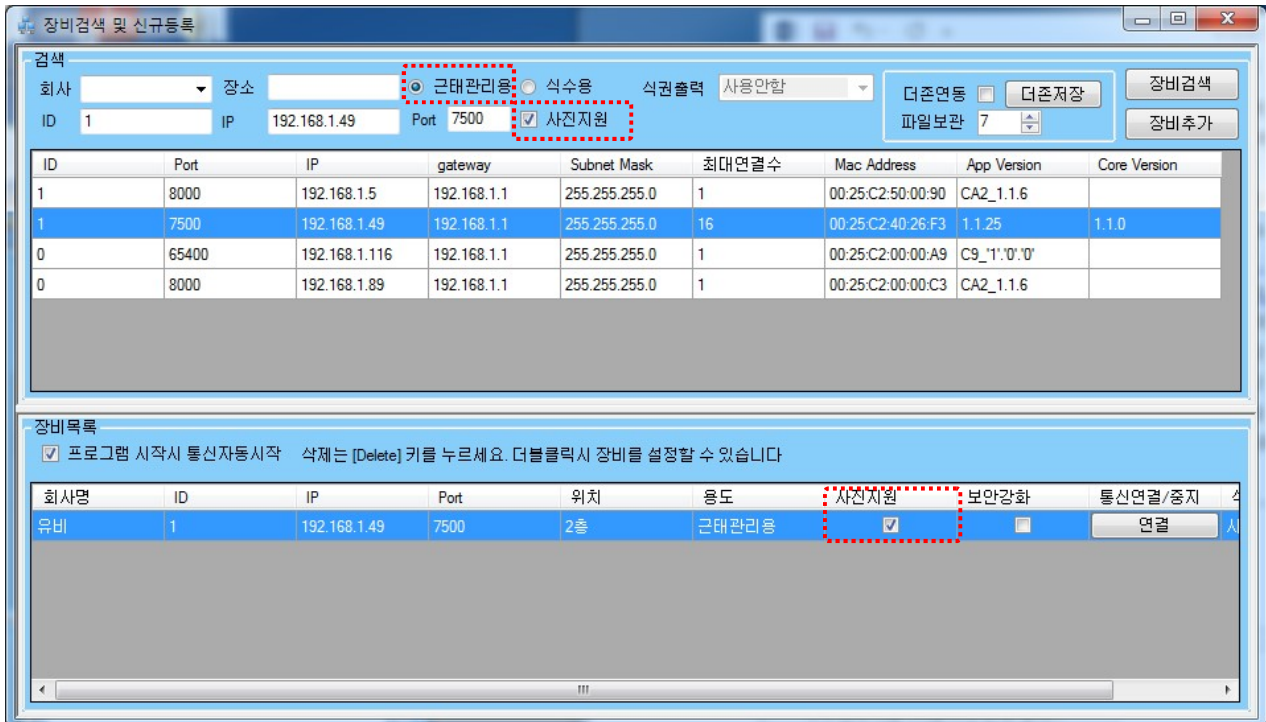 장비검색 및 신규등록
검색
회사 장소 근태관리용 식수용 식권출력 사용안함 더존연동 더존저장 장비검색
ID 1 IP 192.168.1.49 Port 7500 사진지원 파일보관 7 장비추가
ID Port IP gateway Subnet Mask 최대연결수 Mac Address App Version Core Version
1 8000 192.168.1.5 192.168.1.1 255.255.255.0 1 00:25:C2:50:00:90 CA2_1.1.6
1 7500 192.168.1.49 192.168.1.1 255.255.255.0 16 00:25:C2:40:26:F3 1.1.25 1.1.0
0 65400 192.168.1.116 192.168.1.1 255.255.255.0 1 00:25:C2:00:00:A9 C9_'1'.'0'.'0'
0 8000 192.168.1.89 192.168.1.1 255.255.255.0 1 00:25:C2:00:00:C3 CA2_1.1.6
장비목록
프로그램 시작시 통신자동시작 삭제는 [Delete] 키를 누르세요. 더블클릭시 장비를 설정할 수 있습니다
회사명 ID IP Port 위치 용도 사진지원 보안강화 통신연결/중지
유비 1 192.168.1.49 7500 2층 근태관리용 연결